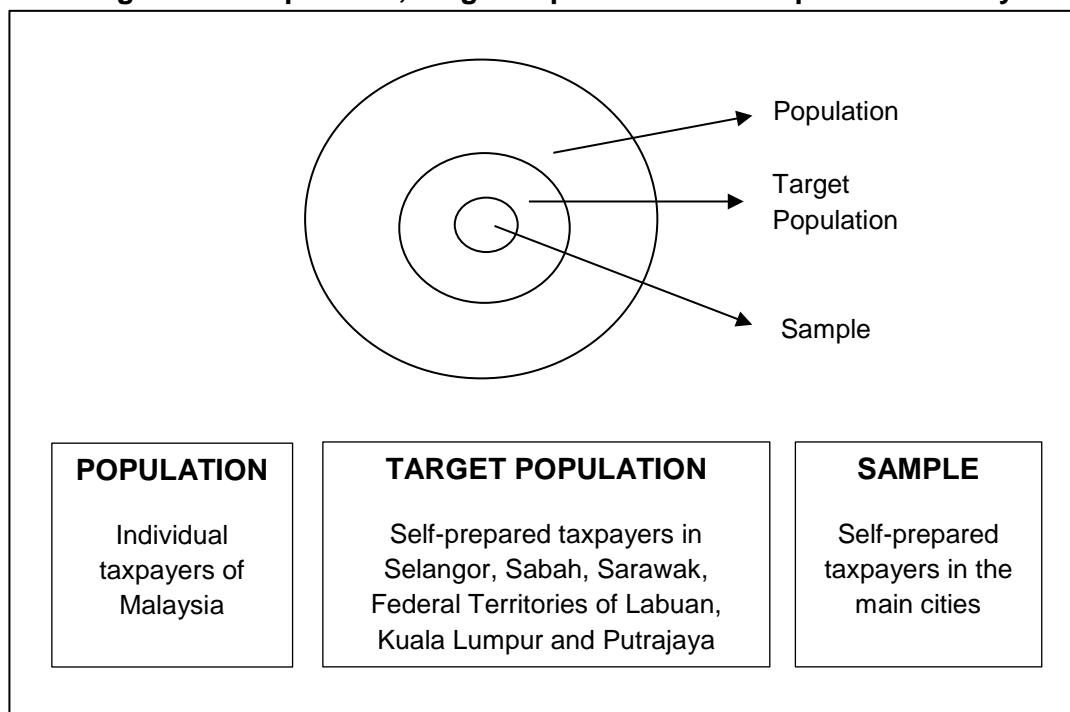 Population
Target
Population
Sample
POPULATION
Individual
taxpayers of
Malaysia
TARGET POPULATION
Self-prepared taxpayers in
Selangor, Sabah, Sarawak,
Federal Territories of Labuan,
Kuala Lumpur and Putrajaya
SAMPLE
Self-prepared
taxpayers in the
main cities